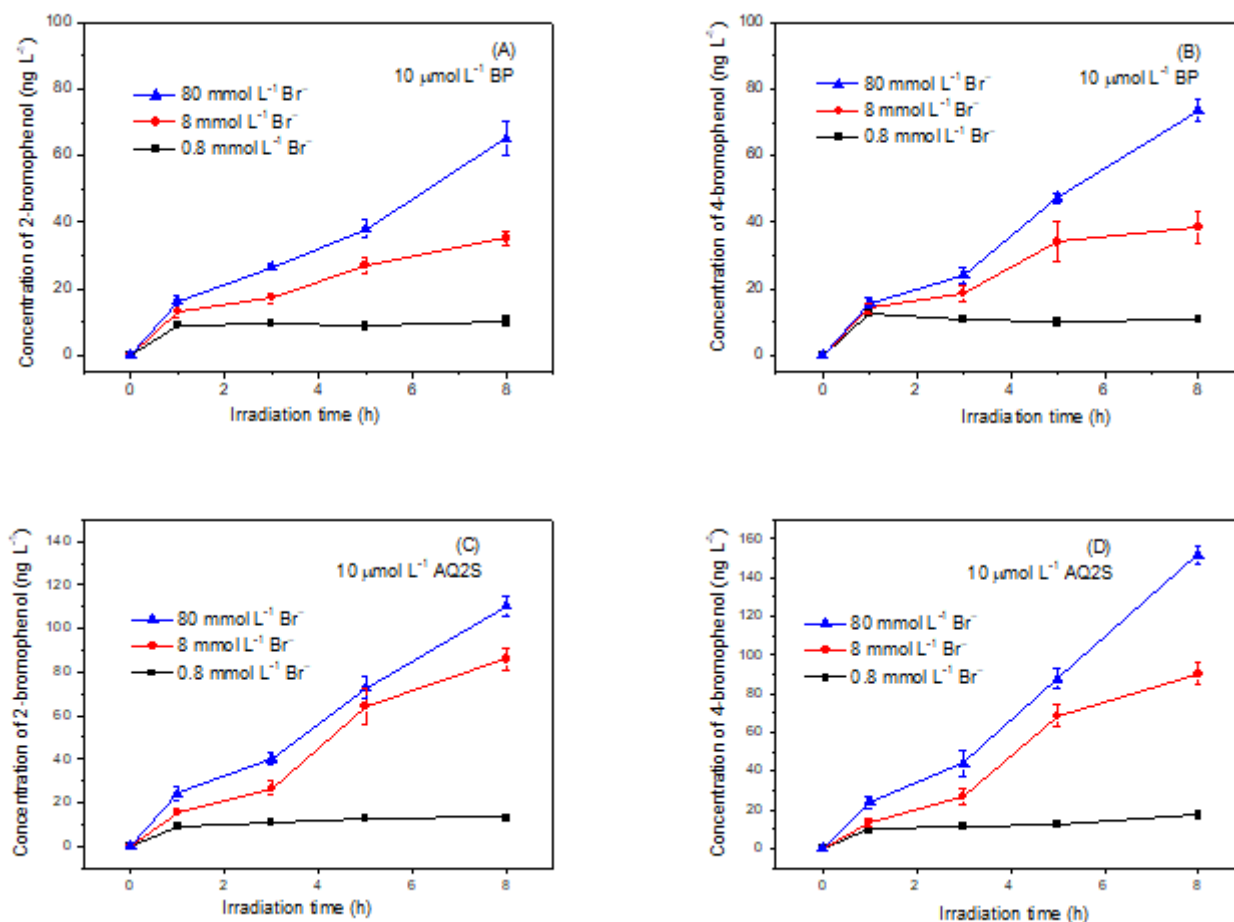 Concentration of 2-bromophenol (ng L⁻¹)
100
80
60
40
20
0
(A)
10 μmol L⁻¹ BP
80 mmol L⁻¹ Br⁻
8 mmol L⁻¹ Br⁻
0.8 mmol L⁻¹ Br⁻
0 2 4 6 8
Irradiation time (h)
Concentration of 4-bromophenol (ng L⁻¹)
100
80
60
40
20
0
(B)
10 μmol L⁻¹ BP
80 mmol L⁻¹ Br⁻
8 mmol L⁻¹ Br⁻
0.8 mmol L⁻¹ Br⁻
0 2 4 6 8
Irradiation time (h)
Concentration of 2-bromophenol (ng L⁻¹)
140
120
100
80
60
40
20
0
(C)
10 μmol L⁻¹ AQ2S
80 mmol L⁻¹ Br⁻
8 mmol L⁻¹ Br⁻
0.8 mmol L⁻¹ Br⁻
0 2 4 6 8
Irradiation time (h)
Concentration of 4-bromophenol (ng L⁻¹)
160
140
120
100
80
60
40
20
0
(D)
10 μmol L⁻¹ AQ2S
80 mmol L⁻¹ Br⁻
8 mmol L⁻¹ Br⁻
0.8 mmol L⁻¹ Br⁻
0 2 4 6 8
Irradiation time (h)